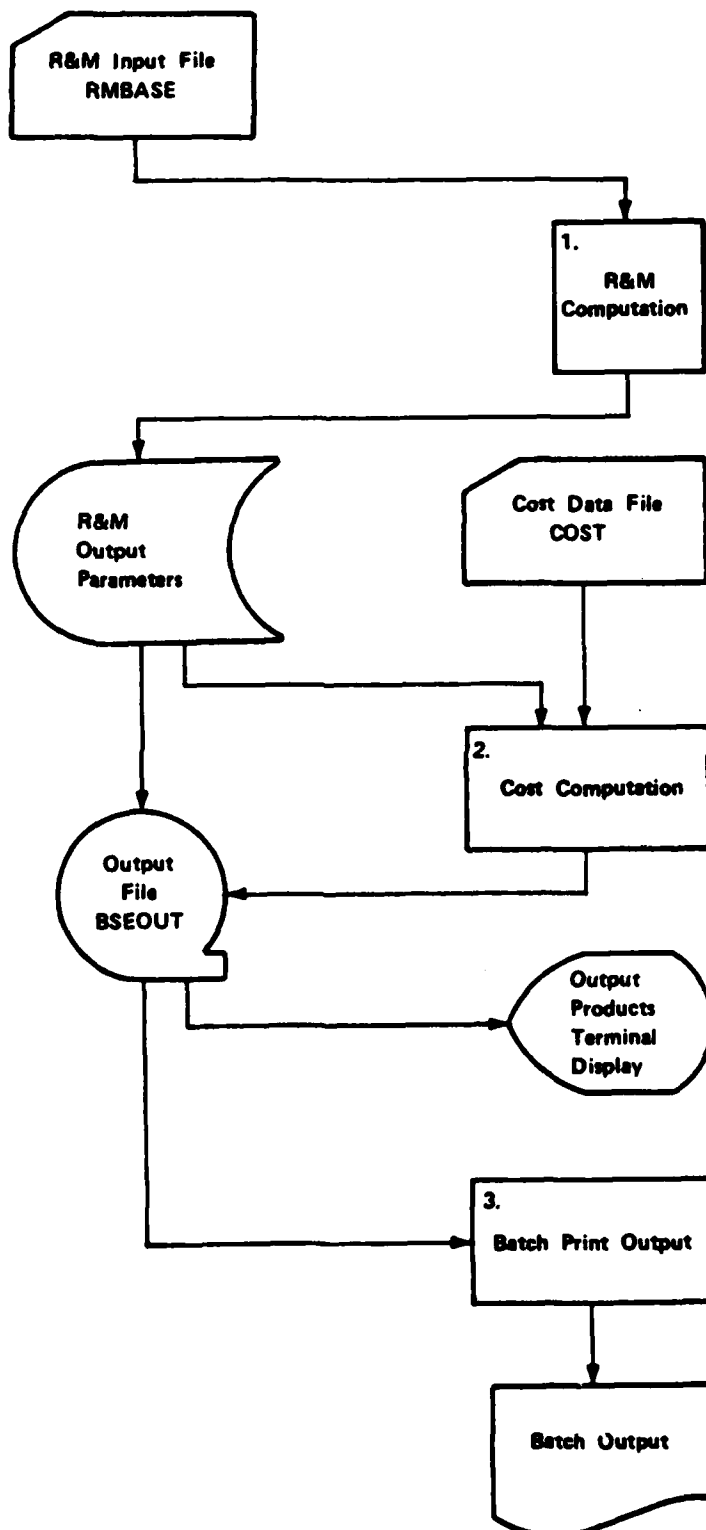 R&M Input File
RMBASE
1.
R&M
Computation
R&M
Output
Parameters
Cost Data File
COST
2.
Cost Computation
Output
File
BSEOUT
Output
Products
Terminal
Display
3.
Batch Print Output
Batch Output